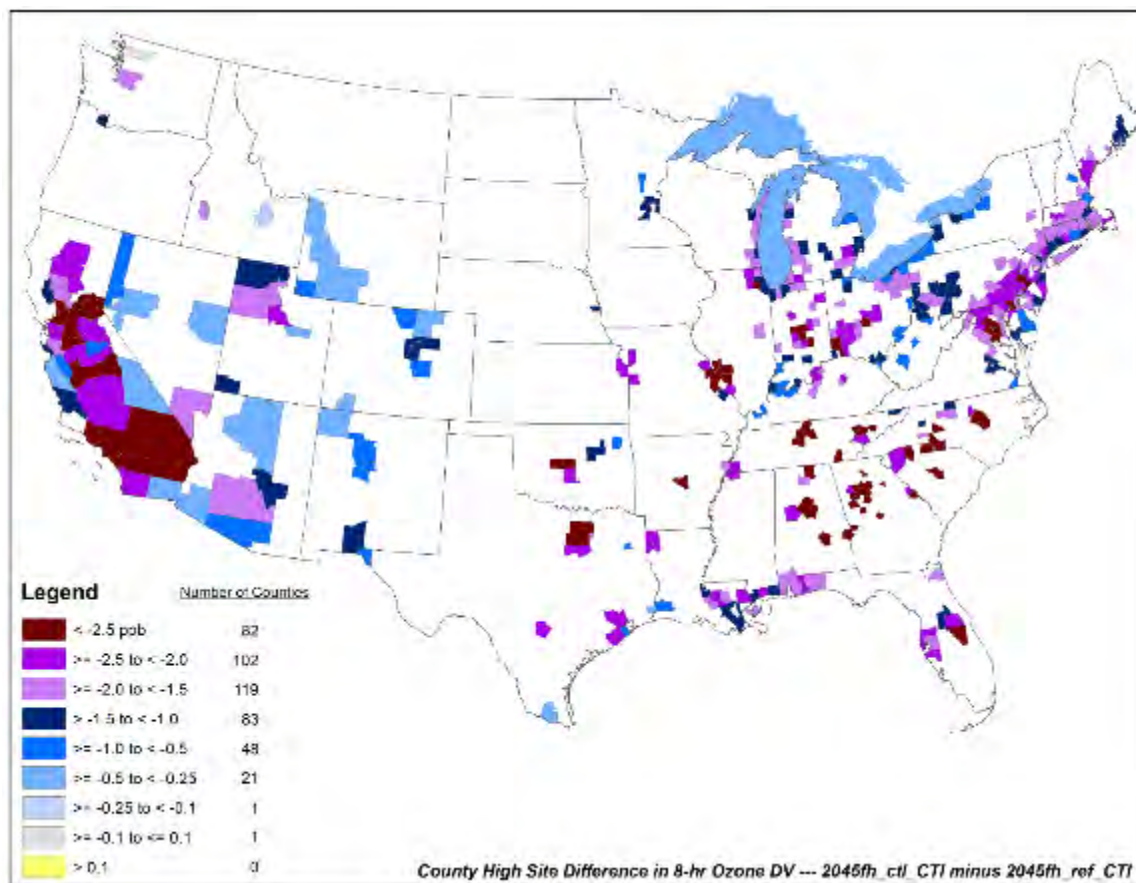 Legend Number of Counties
< -2.5 ppb 82
>= -2.5 to < -2.0 102
>= -2.0 to < -1.5 119
> -1.5 to < -1.0 83
>= -1.0 to < -0.5 48
>= -0.5 to < -0.25 21
>= -0.25 to < -0.1 1
>= -0.1 to <= 0.1 1
> 0.1 0
County High Site Difference in 8-hr Ozone DV --- 2045fh_ctl_CTI minus 2045fh_ref_CTI